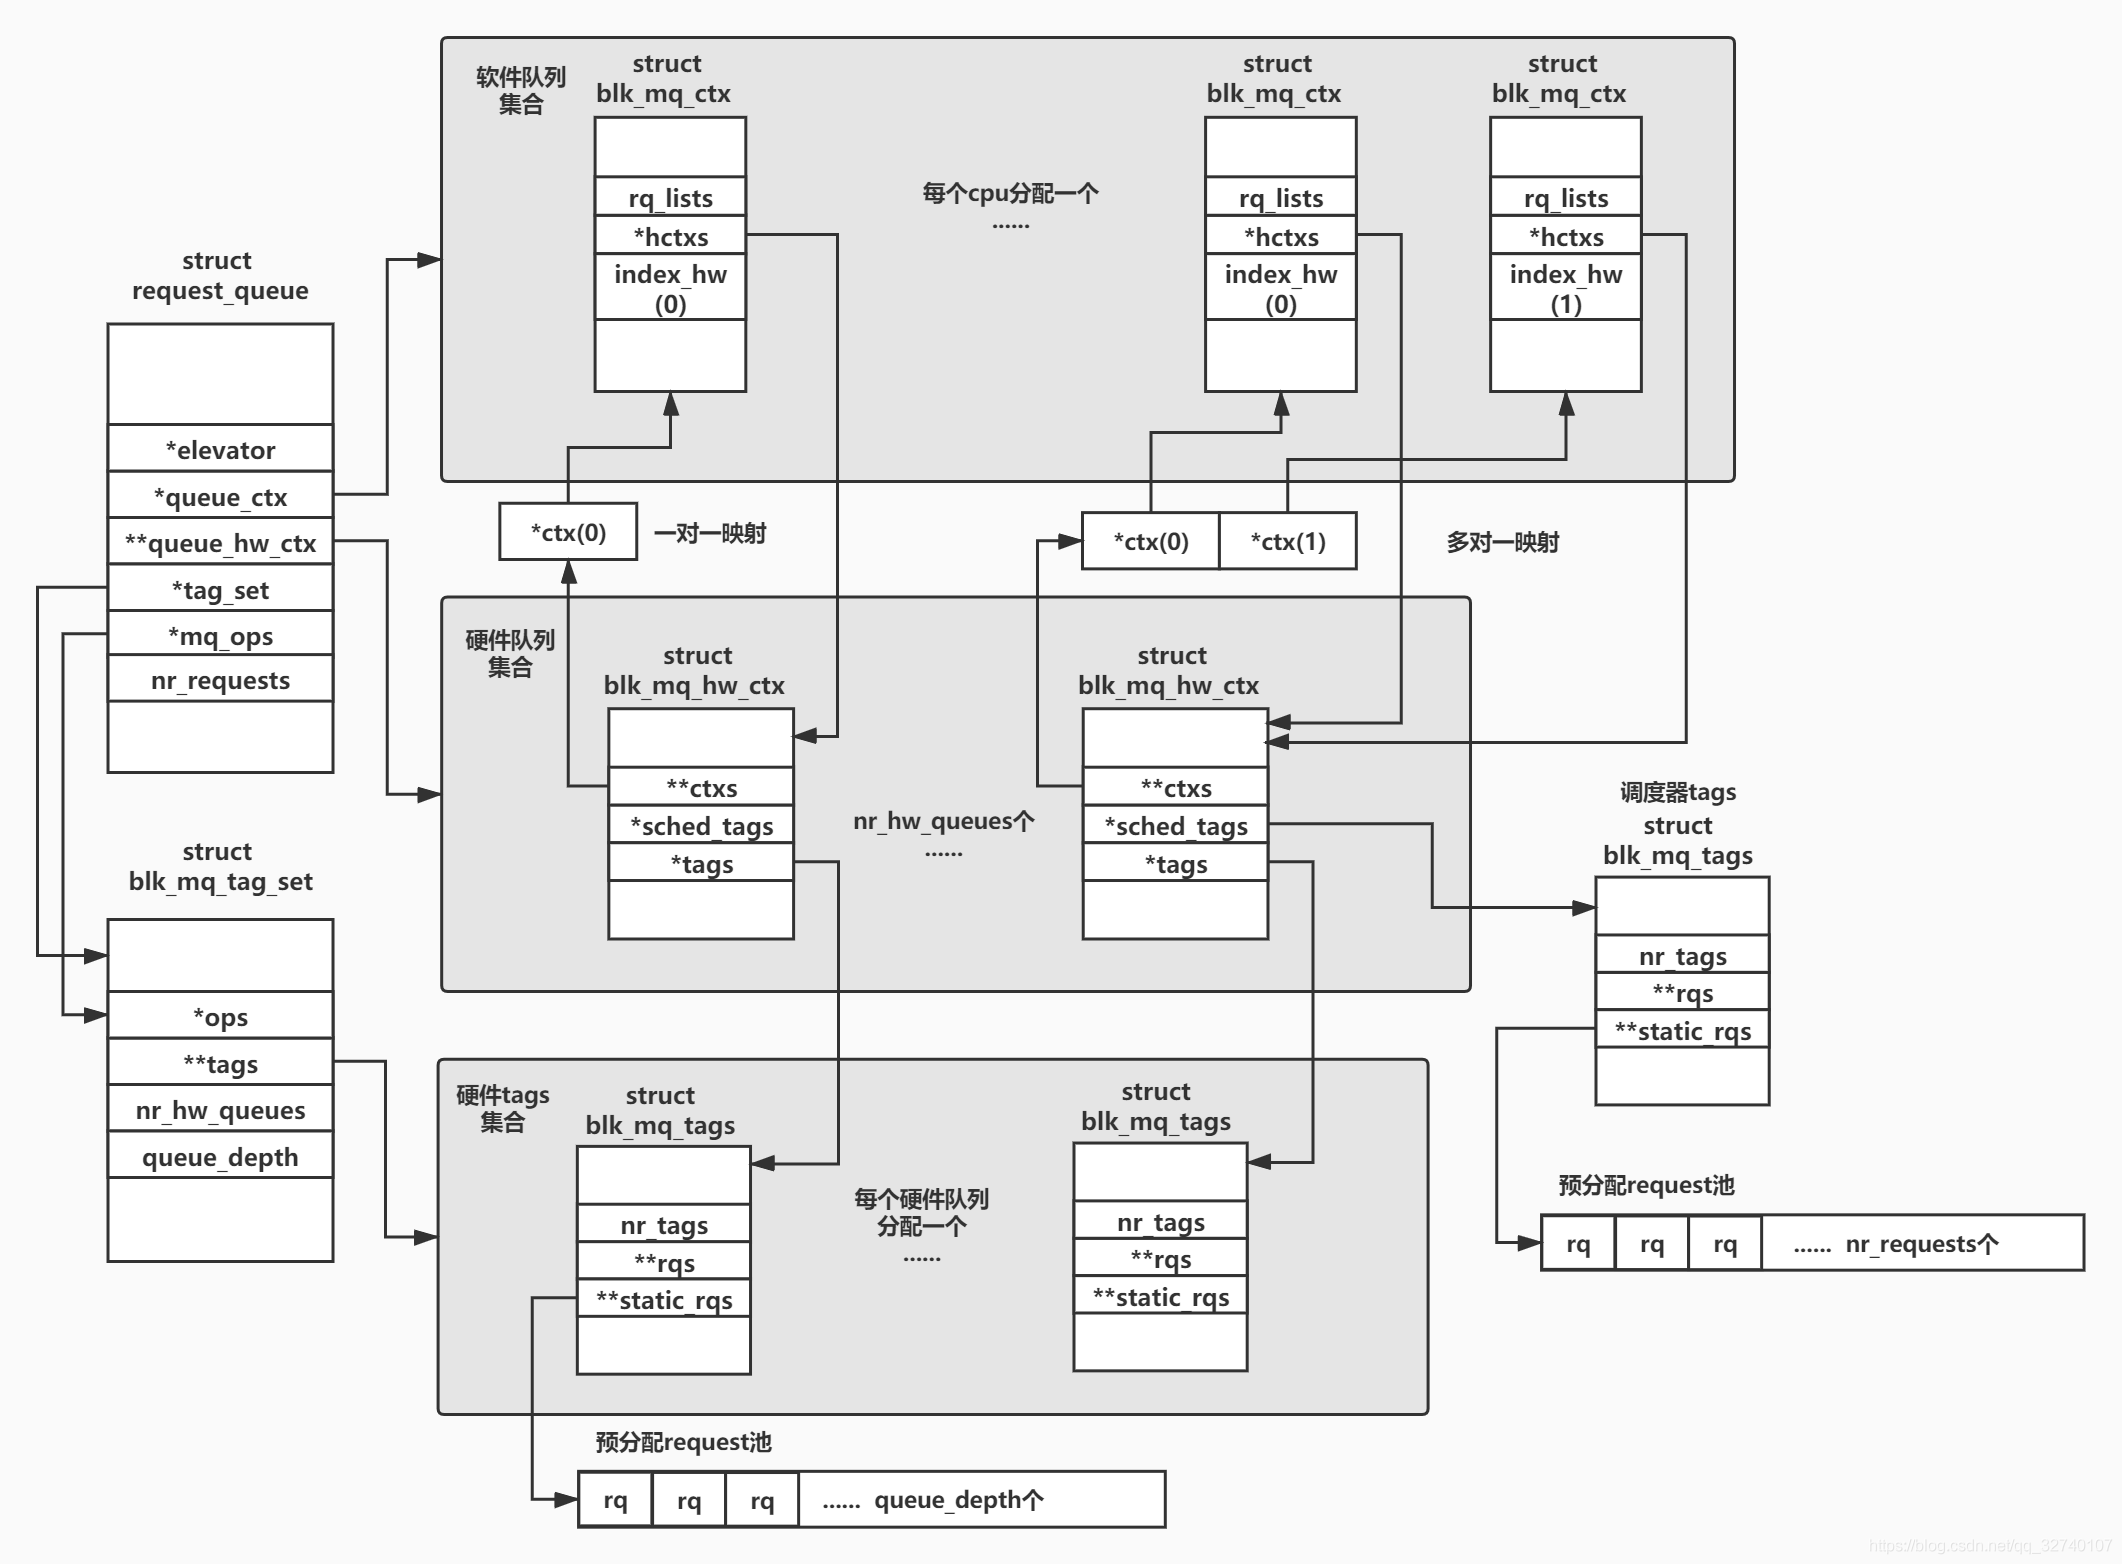 软件队列
集合
struct
blk_mq_ctx
rq_lists
*hctxs
index_hw
(0)
每个cpu分配一个
......
struct
blk_mq_ctx
rq_lists
*hctxs
index_hw
(0)
struct
blk_mq_ctx
rq_lists
*hctxs
index_hw
(1)
struct
request_queue
*elevator
*queue_ctx
**queue_hw_ctx
*tag_set
*mq_ops
nr_requests
*ctx(0)
一对一映射
*ctx(0)
*ctx(1)
多对一映射
硬件队列
集合
struct
blk_mq_hw_ctx
**ctxs
*sched_tags
*tags
nr_hw_queues个
......
struct
blk_mq_hw_ctx
**ctxs
*sched_tags
*tags
调度器tags
struct
blk_mq_tags
nr_tags
**rqs
**static_rqs
预分配request池
rq rq rq ...... nr_requests个
struct
blk_mq_tag_set
*ops
**tags
nr_hw_queues
queue_depth
硬件tags
集合
struct
blk_mq_tags
nr_tags
**rqs
**static_rqs
每个硬件队列
分配一个
......
struct
blk_mq_tags
nr_tags
**rqs
**static_rqs
预分配request池
rq rq rq ...... queue_depth个
https://blog.csdn.net/qq_32740107